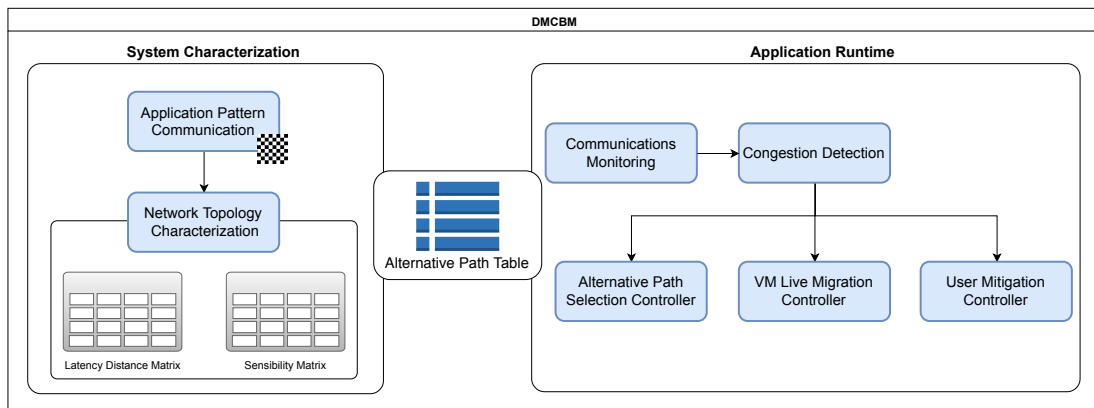 DMCBM
System Characterization
Application Pattern
Communication
Network Topology
Characterization
Latency Distance Matrix
Sensibility Matrix
Alternative Path Table
Application Runtime
Communications
Monitoring
Congestion Detection
Alternative Path
Selection Controller
VM Live Migration
Controller
User Mitigation
Controller